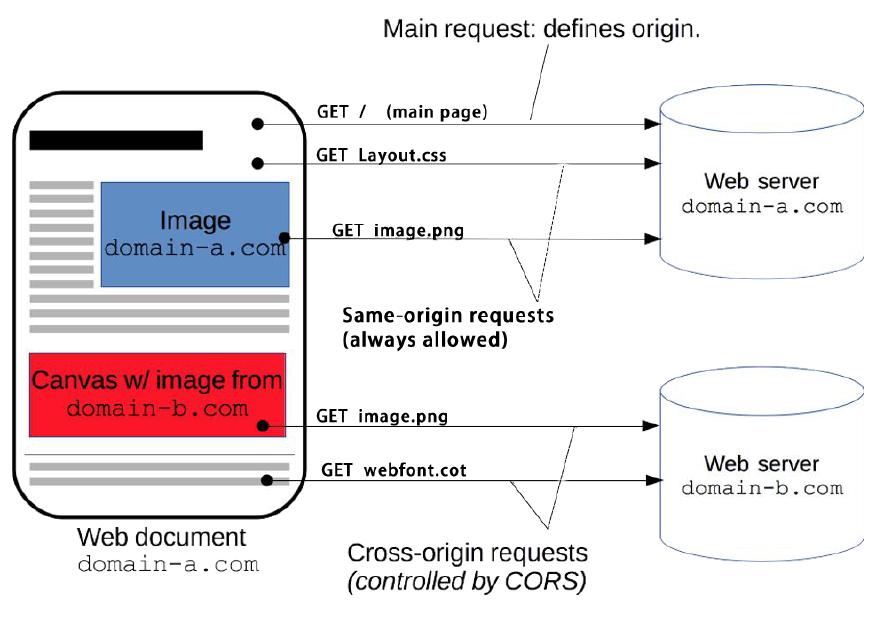 Main request: defines origin.
GET / (main page)
GET Layout.css
Web server
domain-a.com
Image
domain-a.com
GET image.png
Same-origin requests
(always allowed)
Canvas w/ image from
domain-b.com
GET image.png
GET webfont.cot
Web server
domain-b.com
Web document
domain-a.com
Cross-origin requests
(controlled by CORS)